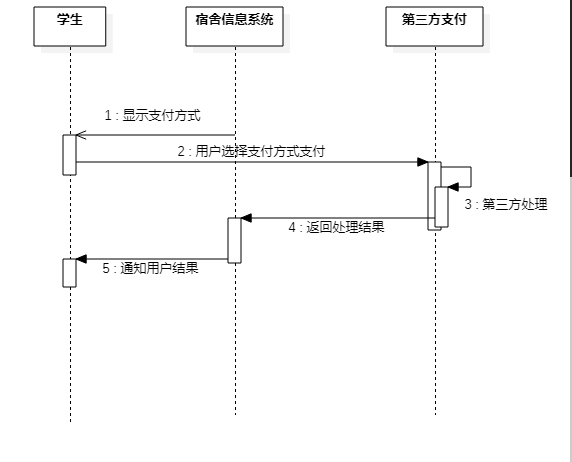 学生
宿舍信息系统
第三方支付
1 : 显示支付方式
2 : 用户选择支付方式支付
3 : 第三方处理
4 : 返回处理结果
5 : 通知用户结果